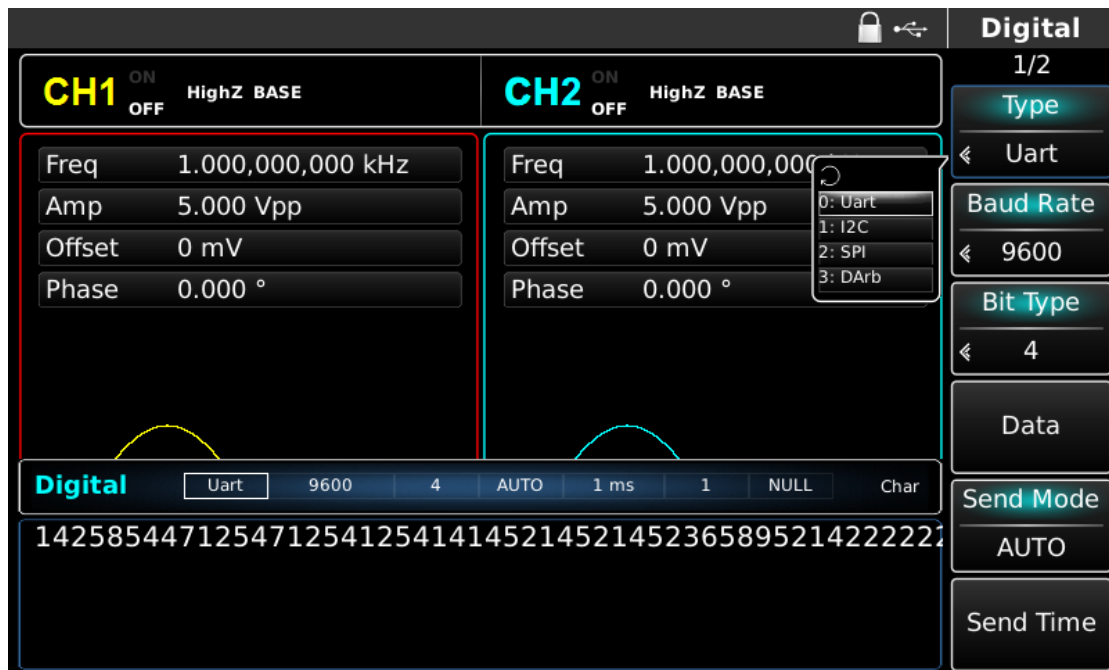 Digital
1/2
CH1 ON OFF HighZ BASE
CH2 ON OFF HighZ BASE
Type
Uart
Freq 1.000,000,000 kHz
Amp 5.000 Vpp
Offset 0 mV
Phase 0.000 °
Freq 1.000,000,000
Amp 5.000 Vpp
Offset 0 mV
Phase 0.000 °
0: Uart
1: I2C
2: SPI
3: DArb
Baud Rate
9600
Bit Type
4
Data
Send Mode
AUTO
Send Time
Digital Uart 9600 4 AUTO 1 ms 1 NULL Char
142585447125471254125414145214521452365895214222222